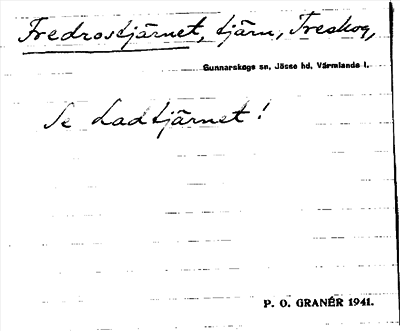 Fredrostjärnet, tjärn, Treskog,
Gunnarskogs sn, Jösse hd, Värmlands l.
Se Ladtjärnet!
P. O. GRANÉR 1941.